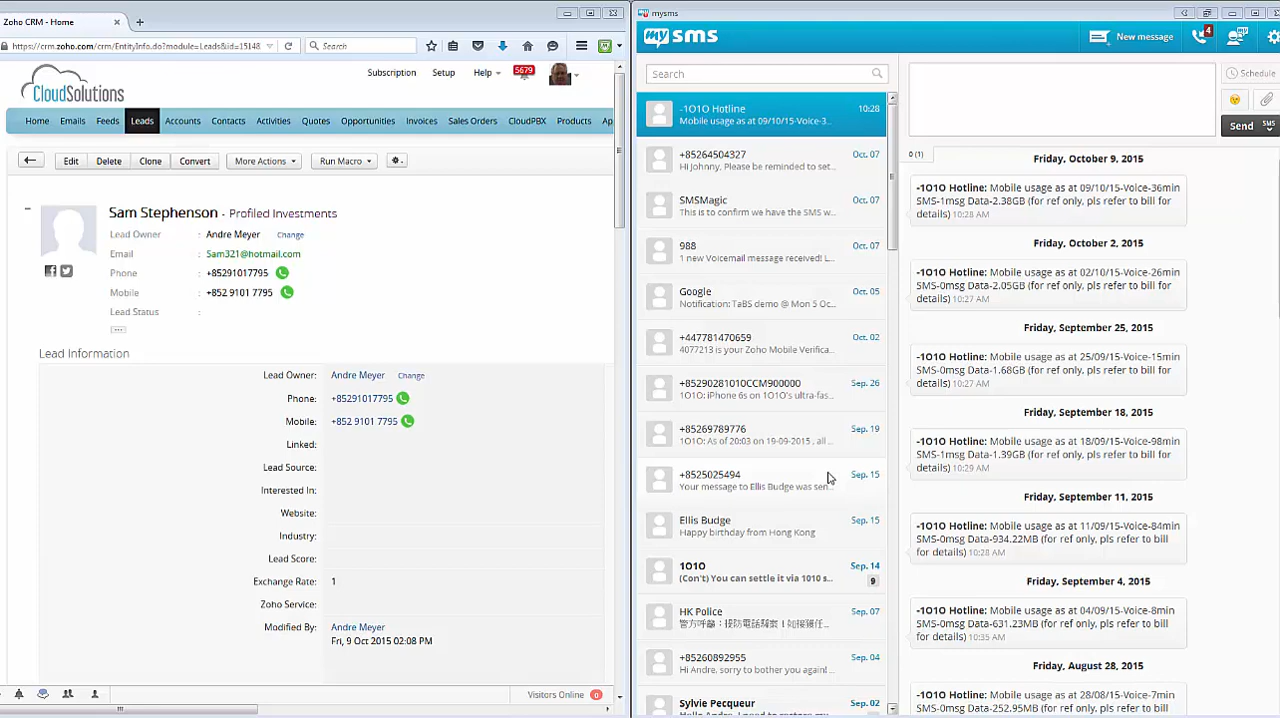 Zoho CRM - Home
https://crm.zoho.com/crm/EntityInfo.do?module=Leads&id=15148
Search
Subscription Setup Help 5679
CloudSolutions
Home Emails Feeds Leads Accounts Contacts Activities Quotes Opportunities Invoices Sales Orders CloudPBX Products Ap
Edit Delete Clone Convert More Actions Run Macro
Sam Stephenson - Profiled Investments
Lead Owner : Andre Meyer Change
Email : Sam321@hotmail.com
Phone : +85291017795
Mobile : +852 9101 7795
Lead Status :
Lead Information
Lead Owner: Andre Meyer Change
Phone: +85291017795
Mobile: +852 9101 7795
Linked:
Lead Source:
Interested In:
Website:
Industry:
Lead Score:
Exchange Rate: 1
Zoho Service:
Modified By: Andre Meyer
Fri, 9 Oct 2015 02:08 PM
Visitors Online 0
mysms
my sms
New message
4
Search
-1O1O Hotline 10:28
Mobile usage as at 09/10/15-Voice-3...
+85264504327 Oct. 07
Hi Johnny, Please be reminded to set...
SMSMagic Oct. 07
This is to confirm we have the SMS w...
988 Oct. 07
1 new Voicemail message received! L...
Google Oct. 05
Notification: TaBS demo @ Mon 5 Oc...
+447781470659 Oct. 02
4077213 is your Zoho Mobile Verifica...
+85290281010CCM900000 Sep. 26
1O1O: iPhone 6s on 1O1O's ultra-fas...
+85269789776 Sep. 19
1O1O: As of 20:03 on 19-09-2015 , all ...
+8525025494 Sep. 15
Your message to Ellis Budge was sen...
Ellis Budge Sep. 15
Happy birthday from Hong Kong
1O1O Sep. 14
(Con't) You can settle it via 1010 s... 9
HK Police Sep. 07
+85260892955 Sep. 04
Hi Andre, sorry to bother you again! ...
Sylvie Pecqueur Sep. 02
Schedule
Send SMS
0 (1)
Friday, October 9, 2015
-1O1O Hotline: Mobile usage as at 09/10/15-Voice-36min
SMS-1msg Data-2.38GB (for ref only, pls refer to bill for
details) 10:28 AM
Friday, October 2, 2015
-1O1O Hotline: Mobile usage as at 02/10/15-Voice-26min
SMS-0msg Data-2.05GB (for ref only, pls refer to bill for
details) 10:27 AM
Friday, September 25, 2015
-1O1O Hotline: Mobile usage as at 25/09/15-Voice-15min
SMS-0msg Data-1.68GB (for ref only, pls refer to bill for
details) 10:27 AM
Friday, September 18, 2015
-1O1O Hotline: Mobile usage as at 18/09/15-Voice-98min
SMS-1msg Data-1.39GB (for ref only, pls refer to bill for
details) 10:29 AM
Friday, September 11, 2015
-1O1O Hotline: Mobile usage as at 11/09/15-Voice-84min
SMS-0msg Data-934.22MB (for ref only, pls refer to bill
for details) 10:28 AM
Friday, September 4, 2015
-1O1O Hotline: Mobile usage as at 04/09/15-Voice-8min
SMS-0msg Data-631.23MB (for ref only, pls refer to bill
for details) 10:35 AM
Friday, August 28, 2015
-1O1O Hotline: Mobile usage as at 28/08/15-Voice-7min
SMS-0msg Data-252.95MB (for ref only, pls refer to bill